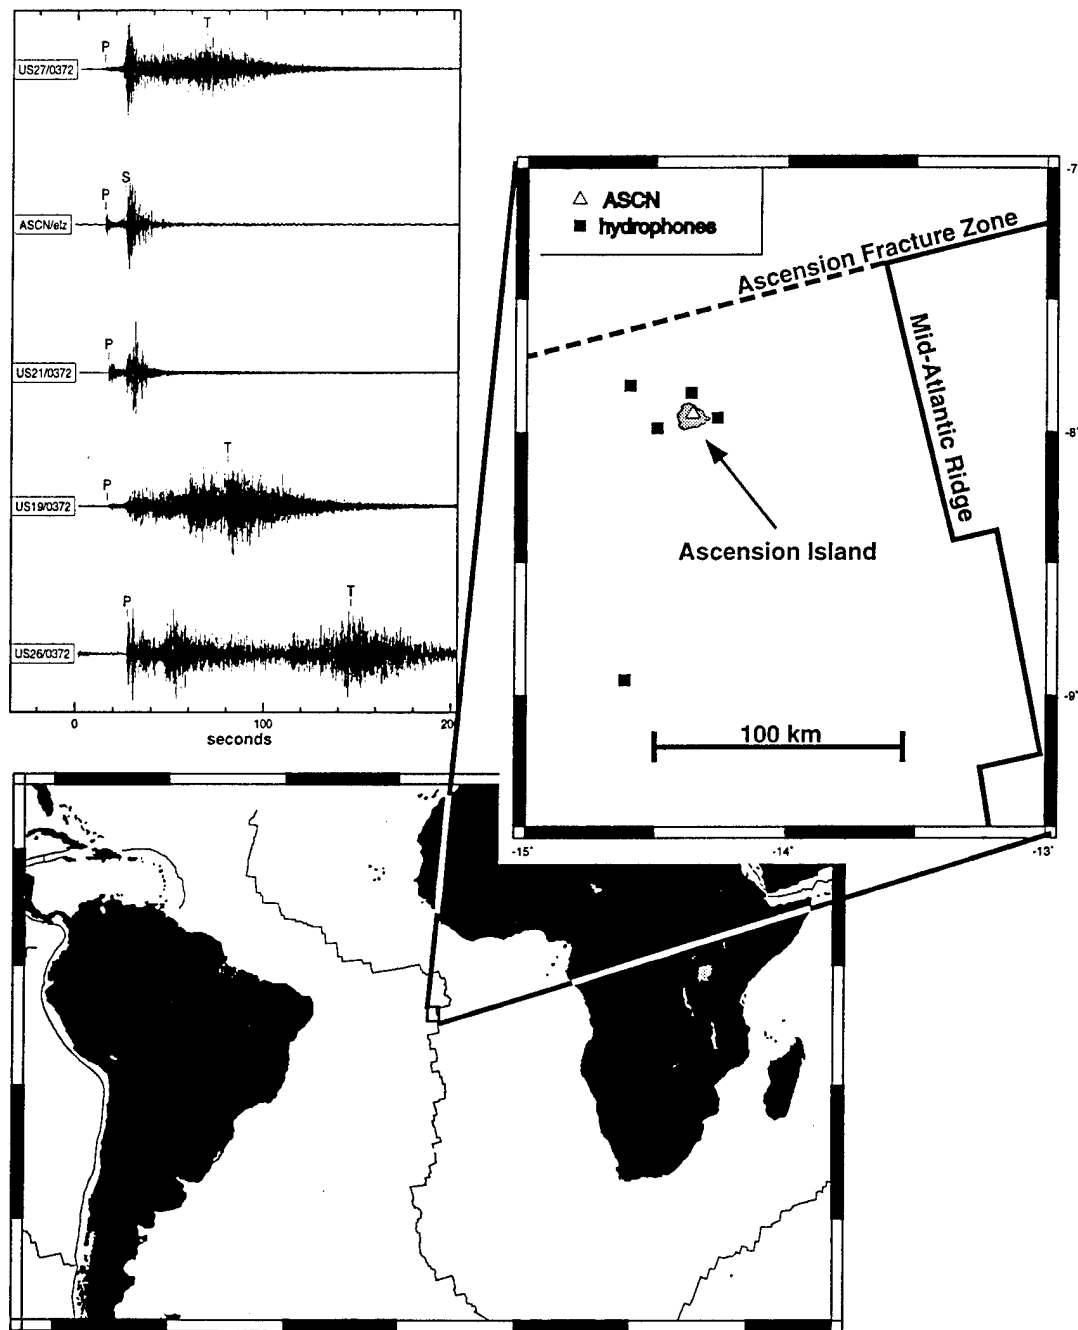 P
T
US27/0372
P
S
ASCN/elz
P
US21/0372
P
T
US19/0372
P
T
US26/0372
0
100
20
seconds
ASCN
hydrophones
Ascension Fracture Zone
Mid-Atlantic Ridge
Ascension Island
100 km
-7°
-8°
-9°
-15°
-14°
-13°